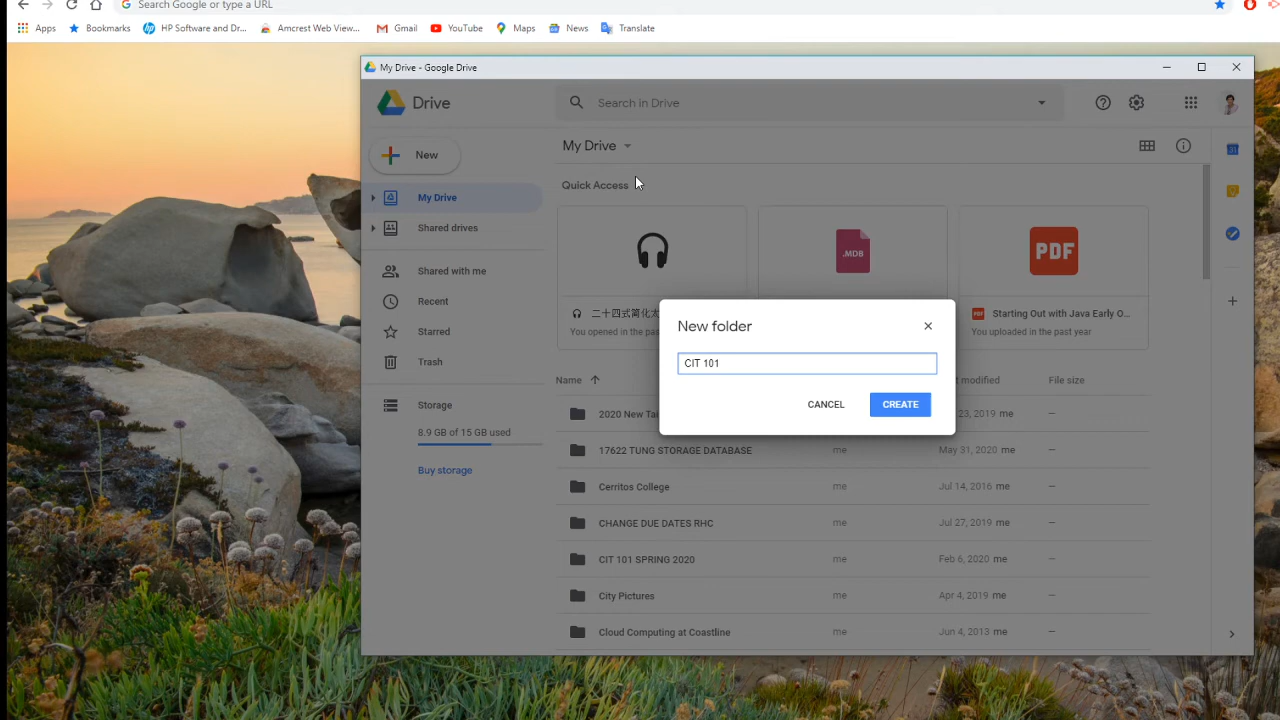 Search Google or type a URL
Apps Bookmarks HP Software and Dr... Amcrest Web View... Gmail YouTube Maps News Translate
My Drive - Google Drive
Drive
Search in Drive
New
My Drive
My Drive
Quick Access
Shared drives
Shared with me
Recent
Starred
Trash
Storage
8.9 GB of 15 GB used
Buy storage
.MDB
PDF
二十四式简化太
You opened in the pas
Starting Out with Java Early O...
You uploaded in the past year
New folder
CIT 101
CANCEL CREATE
Name modified File size
2020 New Tai 23, 2019 me —
17622 TUNG STORAGE DATABASE me May 31, 2020 me —
Cerritos College me Jul 14, 2016 me —
CHANGE DUE DATES RHC me Jul 27, 2019 me —
CIT 101 SPRING 2020 me Feb 6, 2020 me —
City Pictures me Apr 4, 2019 me —
Cloud Computing at Coastline me Jun 4, 2013 me —